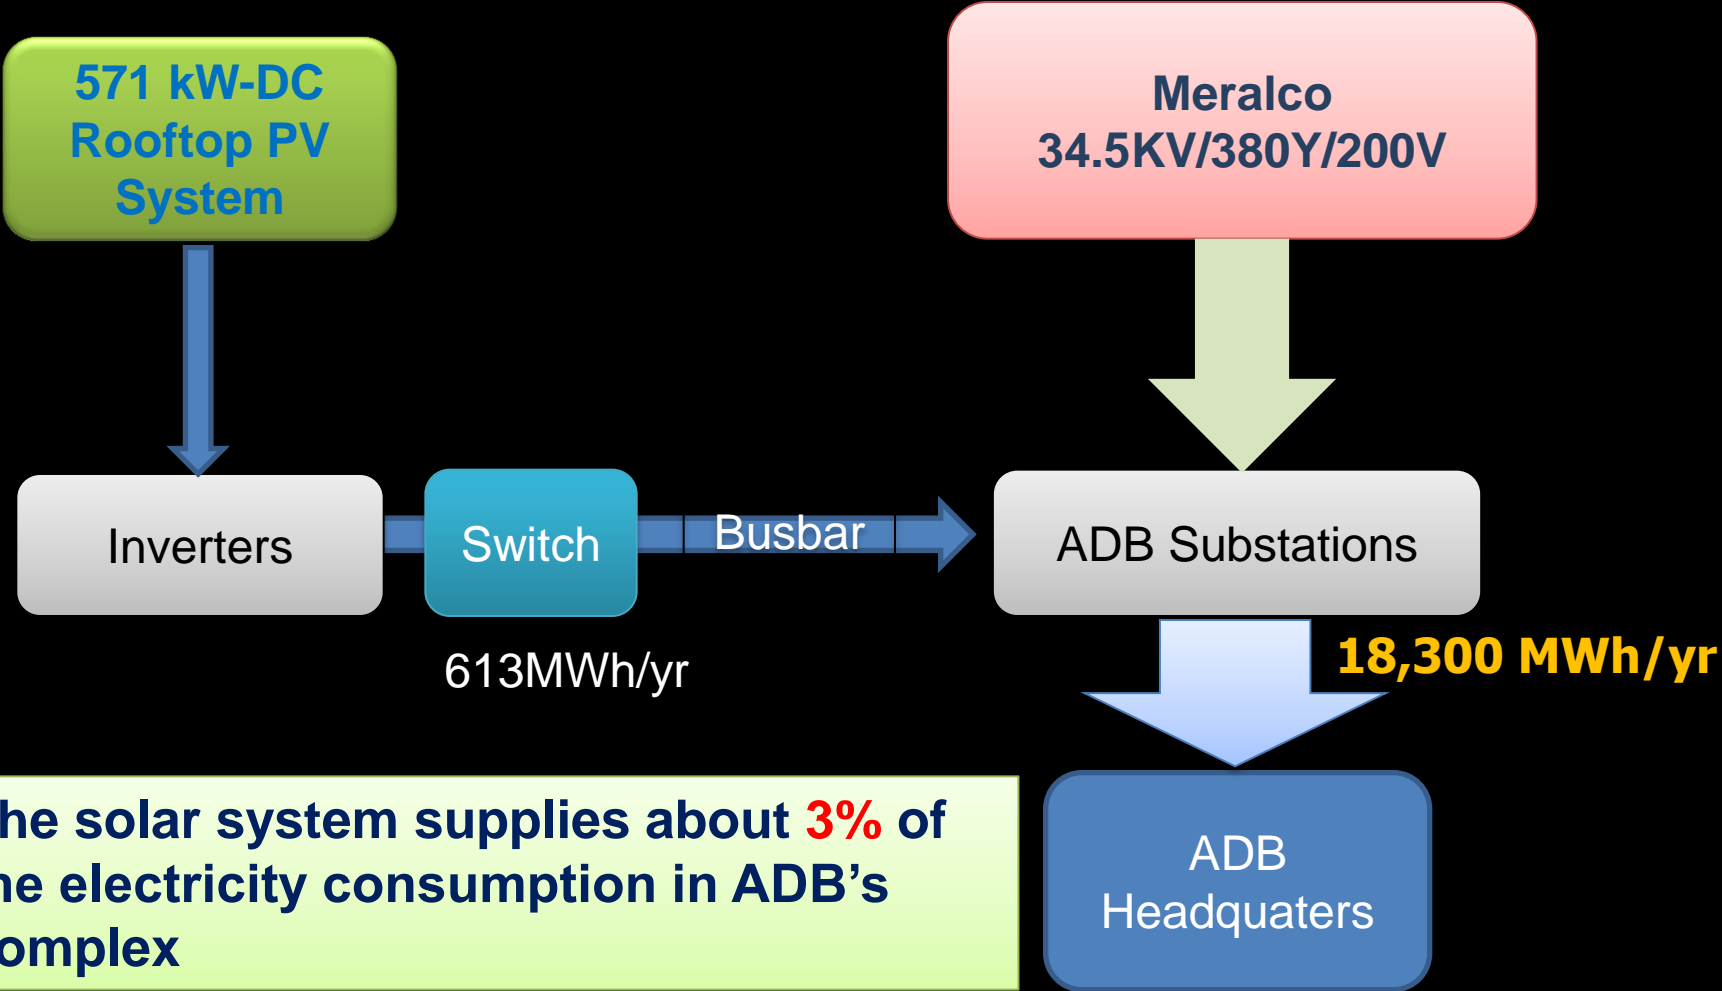 571 kW-DC
Rooftop PV
System
Meralco
34.5KV/380Y/200V
Inverters
Switch
Busbar
ADB Substations
613MWh/yr
18,300 MWh/yr
he solar system supplies about 3% of
he electricity consumption in ADB's
omplex
ADB
Headquaters